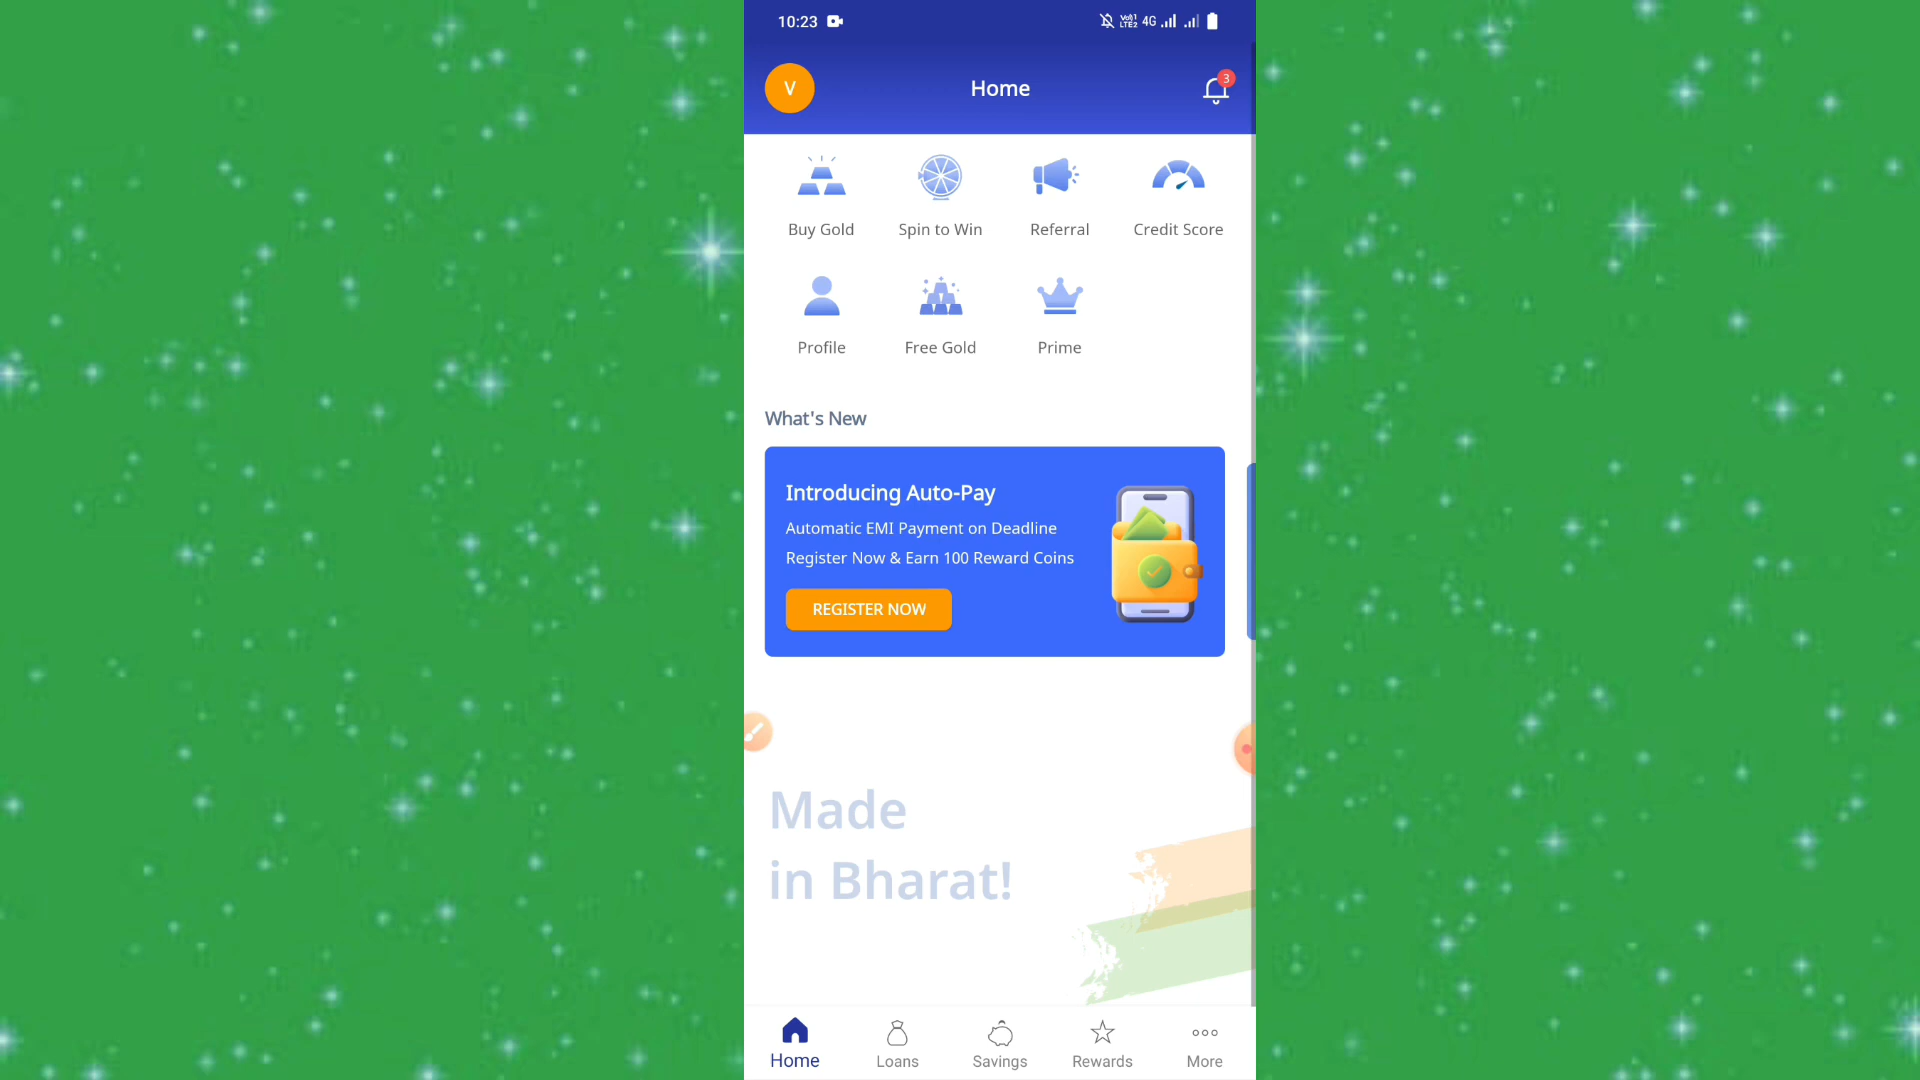 10:23
Vo)) LTE2 4G
V
Home
3
Buy Gold
Spin to Win
Referral
Credit Score
Profile
Free Gold
Prime
What's New
Introducing Auto-Pay
Automatic EMI Payment on Deadline
Register Now & Earn 100 Reward Coins
REGISTER NOW
Made
in Bharat!
Home
Loans
Savings
Rewards
More